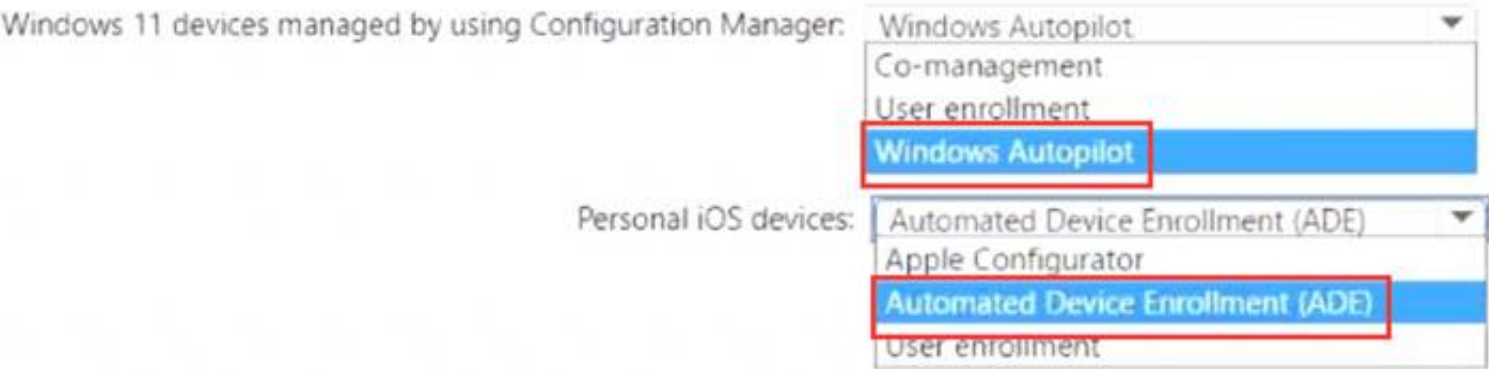 Windows 11 devices managed by using Configuration Manager: Windows Autopilot
Co-management
User enrollment
Windows Autopilot
Personal iOS devices: Automated Device Enrollment (ADE)
Apple Configurator
Automated Device Enrollment (ADE)
User enrollment